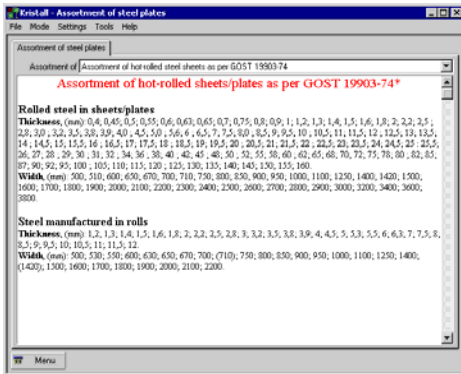 Kristall - Assortment of steel plates
File Mode Settings Tools Help
Assortment of steel plates
Assortment of Assortment of hot-rolled steel sheets as per GOST 19903-74
Assortment of hot-rolled sheets/plates as per GOST 19903-74*
Rolled steel in sheets/plates
Thickness, (mm): 0,4, 0,45, 0,5; 0,55; 0,6; 0,63; 0,65; 0,7; 0,75; 0,8; 0,9; 1; 1,2; 1,3; 1,4; 1,5; 1,6; 1,8; 2; 2,2; 2,5 ;
2,8; 3,0 ; 3,2; 3,5; 3,8; 3,9; 4,0 ; 4,5; 5,0 ; 5,6 ; 6 ; 6,5; 7; 7,5; 8,0 ; 8,5; 9; 9,5; 10 ; 10,5; 11; 11,5; 12 ; 12,5; 13; 13,5;
14 ; 14,5; 15; 15,5; 16 ; 16,5; 17; 17,5; 18 ; 18,5; 19; 19,5; 20 ; 20,5; 21; 21,5; 22 ; 22,5; 23; 23,5; 24; 24,5; 25 ; 25,5;
26; 27; 28 ; 29; 30 ; 31; 32 ; 34; 36 ; 38; 40 ; 42; 45 ; 48; 50 ; 52; 55; 58; 60 ; 62; 65; 68; 70; 72; 75; 78; 80 ; 82; 85;
87; 92; 95; 100 ; 105; 110; 115; 120 ; 125; 130; 135; 140; 145; 150; 155; 160.
Width, (mm): 500; 510; 600; 650; 670; 700; 710; 750; 800; 850; 900; 950; 1000; 1100; 1250; 1400; 1420; 1500;
1600; 1700; 1800; 1900; 2000; 2100; 2200; 2300; 2400; 2500; 2600; 2700; 2800; 2900; 3000; 3200; 3400; 3600;
3800.
Steel manufactured in rolls
Thickness, (mm): 1,2; 1,3; 1,4; 1,5; 1,6; 1,8; 2; 2,2; 2,5; 2,8; 3; 3,2; 3,5; 3,8; 3,9; 4; 4,5; 5; 5,3; 5,5; 6; 6,3; 7; 7,5; 8;
8,5; 9; 9,5; 10; 10,5; 11; 11,5; 12.
Width, (mm): 500; 530; 550; 600; 630; 650; 670; 700; (710); 750; 800; 850; 900; 950; 1000; 1100; 1250; 1400;
(1420); 1500; 1600; 1700; 1800; 1900; 2000; 2100; 2200.
Menu